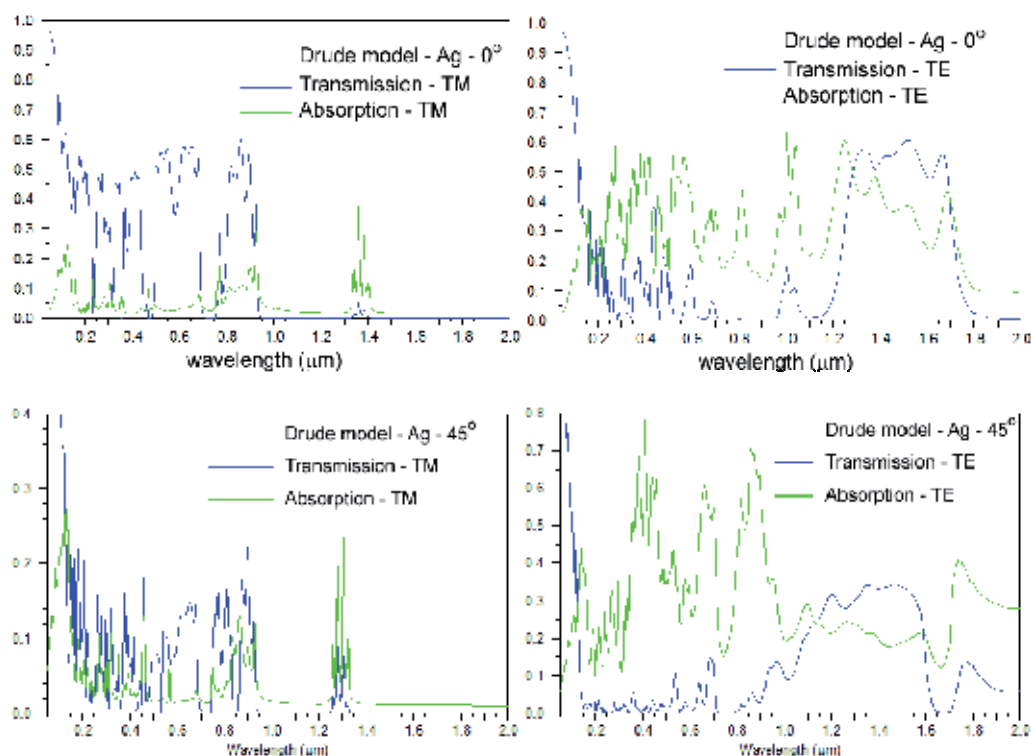 1.0
0.9
0.8
0.7
0.6
0.5
0.4
0.3
0.2
0.1
0.0
Drude model - Ag - 0°
Transmission - TM
Absorption - TM
0.2 0.4 0.6 0.8 1.0 1.2 1.4 1.6 1.8 2.0
wavelength (μm)
1.0
0.9
0.8
0.7
0.6
0.5
0.4
0.3
0.2
0.1
0.0
Drude model - Ag - 0°
Transmission - TE
Absorption - TE
0.2 0.4 0.6 0.8 1.0 1.2 1.4 1.6 1.8 2.0
wavelength (μm)
0.4
0.3
0.2
0.1
0.0
Drude model - Ag - 45°
Transmission - TM
Absorption - TM
0.2 0.4 0.6 0.8 1.0 1.2 1.4 1.6 1.8 2.0
Wavelength (μm)
0.8
0.7
0.6
0.5
0.4
0.3
0.2
0.1
0.0
Drude model - Ag - 45°
Transmission - TE
Absorption - TE
0.2 0.4 0.6 0.8 1.0 1.2 1.4 1.6 1.8 2.0
Wavelength (μm)